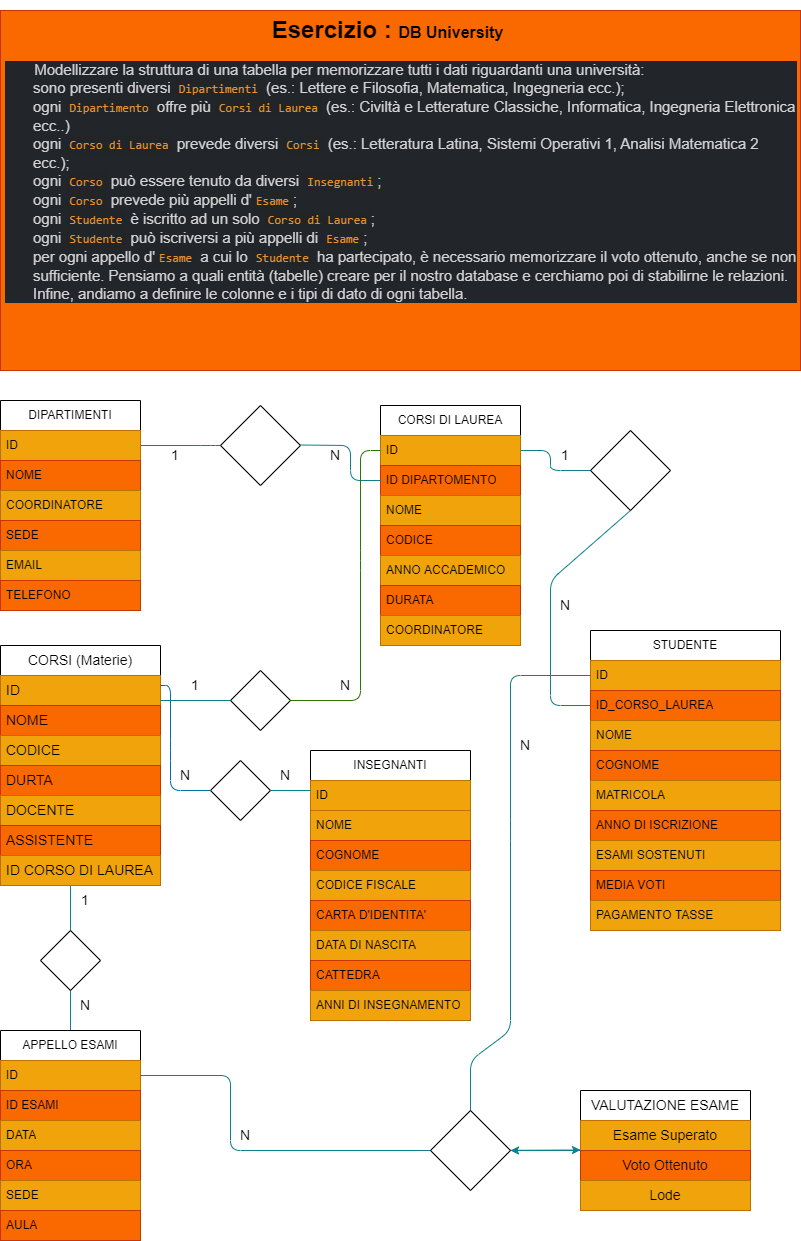 Esercizio : DB University
Modellizzare la struttura di una tabella per memorizzare tutti i dati riguardanti una università:
sono presenti diversi Dipartimenti (es.: Lettere e Filosofia, Matematica, Ingegneria ecc.);
ogni Dipartimento offre più Corsi di Laurea (es.: Civiltà e Letterature Classiche, Informatica, Ingegneria Elettronica
ecc..)
ogni Corso di Laurea prevede diversi Corsi (es.: Letteratura Latina, Sistemi Operativi 1, Analisi Matematica 2
ecc.);
ogni Corso può essere tenuto da diversi Insegnanti ;
ogni Corso prevede più appelli d' Esame ;
ogni Studente è iscritto ad un solo Corso di Laurea ;
ogni Studente può iscriversi a più appelli di Esame ;
per ogni appello d' Esame a cui lo Studente ha partecipato, è necessario memorizzare il voto ottenuto, anche se non
sufficiente. Pensiamo a quali entità (tabelle) creare per il nostro database e cerchiamo poi di stabilirne le relazioni.
Infine, andiamo a definire le colonne e i tipi di dato di ogni tabella.
DIPARTIMENTI
ID
NOME
COORDINATORE
SEDE
EMAIL
TELEFONO
1
N
CORSI DI LAUREA
ID
ID DIPARTOMENTO
NOME
CODICE
ANNO ACCADEMICO
DURATA
COORDINATORE
1
N
CORSI (Materie)
ID
NOME
CODICE
DURTA
DOCENTE
ASSISTENTE
ID CORSO DI LAUREA
1
N
N
N
INSEGNANTI
ID
NOME
COGNOME
CODICE FISCALE
CARTA D'IDENTITA'
DATA DI NASCITA
CATTEDRA
ANNI DI INSEGNAMENTO
STUDENTE
ID
ID_CORSO_LAUREA
NOME
COGNOME
MATRICOLA
ANNO DI ISCRIZIONE
ESAMI SOSTENUTI
MEDIA VOTI
PAGAMENTO TASSE
N
1
N
APPELLO ESAMI
ID
ID ESAMI
DATA
ORA
SEDE
AULA
N
VALUTAZIONE ESAME
Esame Superato
Voto Ottenuto
Lode